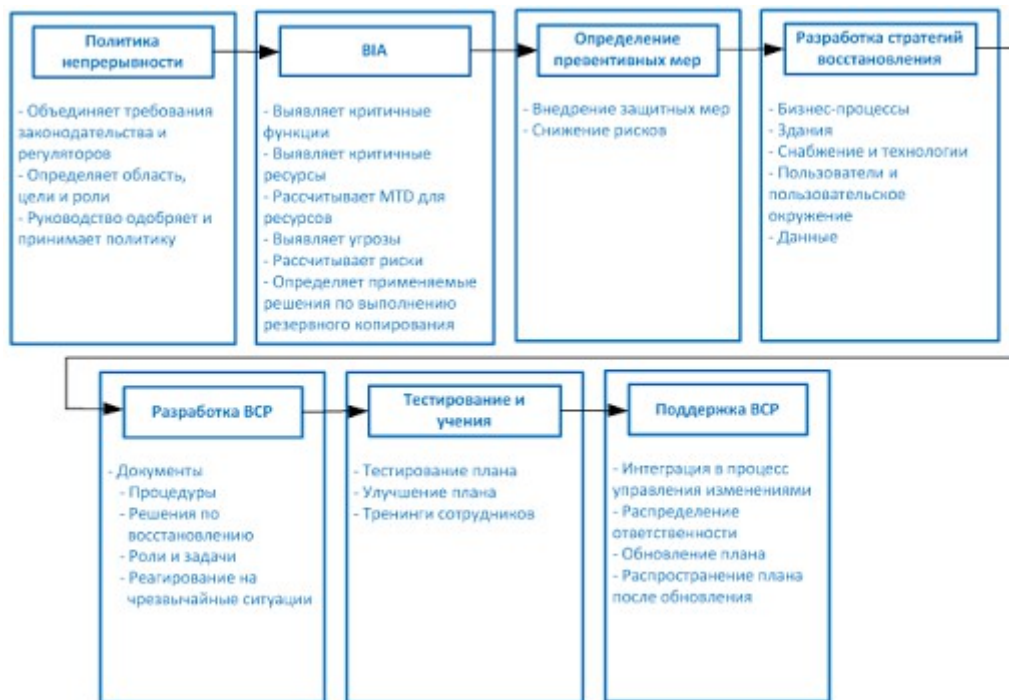 Политика
непрерывности
- Объединяет требования
законодательства и
регуляторов
- Определяет область,
цели и роли
- Руководство одобряет и
принимает политику
BIA
- Выявляет критичные
функции
- Выявляет критичные
ресурсы
- Рассчитывает MTD для
ресурсов
- Выявляет угрозы
- Рассчитывает риски
- Определяет применяемые
решения по выполнению
резервного копирования
Определение
превентивных мер
- Внедрение защитных мер
- Снижение рисков
Разработка стратегий
восстановления
- Бизнес-процессы
- Здания
- Снабжение и технологии
- Пользователи и
пользовательское
окружение
- Данные
Разработка BCP
- Документы
- Процедуры
- Решения по
восстановлению
- Роли и задачи
- Реагирование на
чрезвычайные ситуации
Тестирование и
учения
- Тестирование плана
- Улучшение плана
- Тренинги сотрудников
Поддержка BCP
- Интеграция в процесс
управления изменениями
- Распределение
ответственности
- Обновление плана
- Распространение плана
после обновления